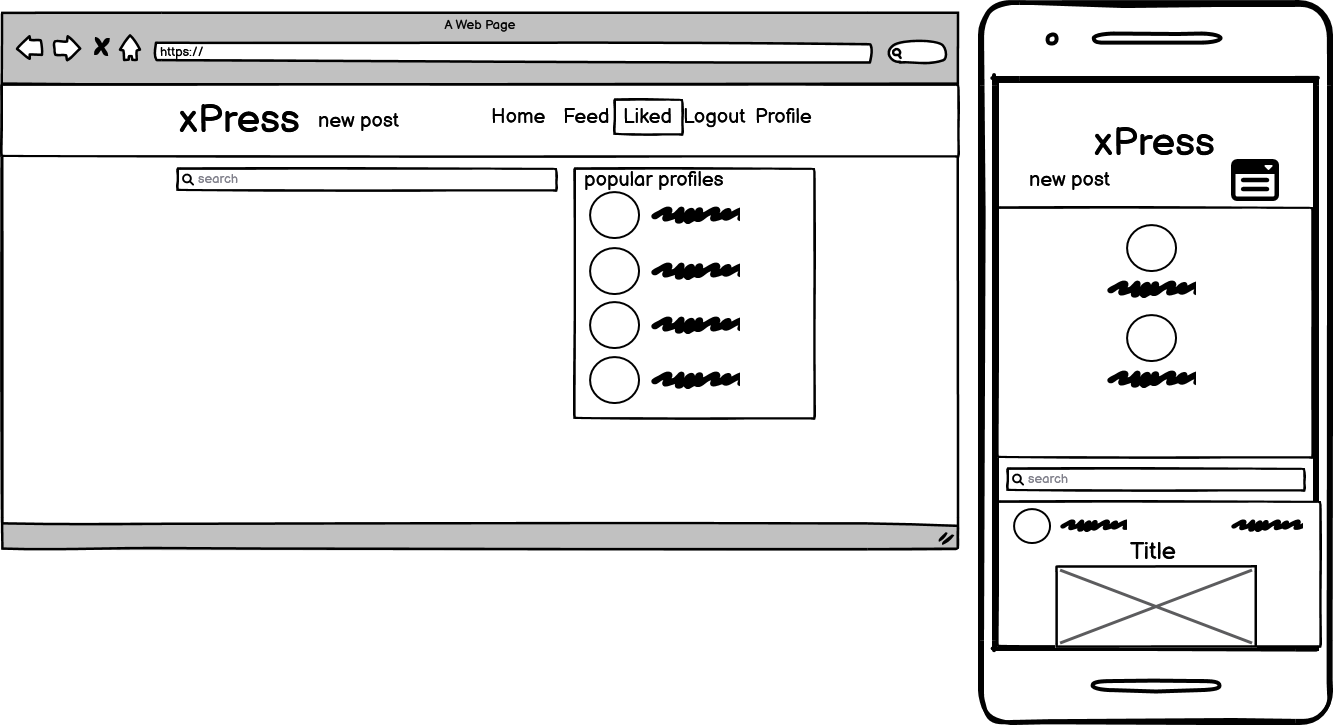 A Web Page
https://
xPress new post Home Feed Liked Logout Profile
search
popular profiles
xPress
new post
search
Title